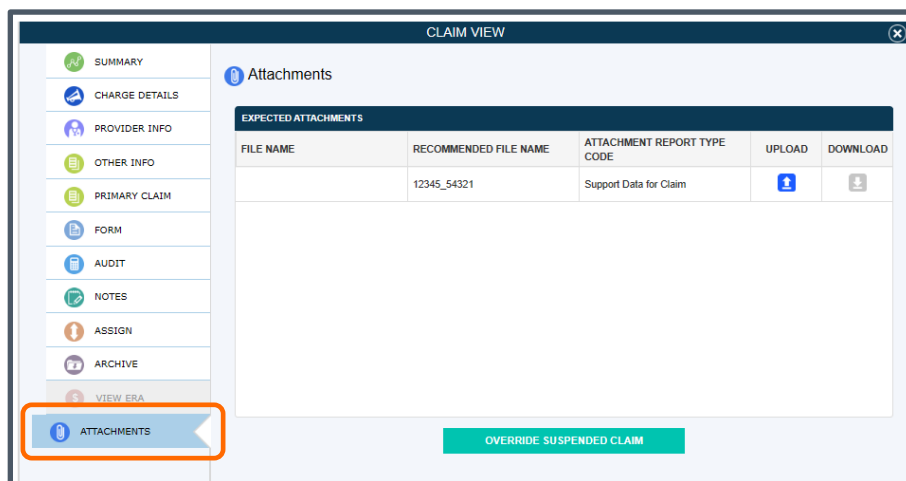 CLAIM VIEW
SUMMARY
CHARGE DETAILS
PROVIDER INFO
OTHER INFO
PRIMARY CLAIM
FORM
AUDIT
NOTES
ASSIGN
ARCHIVE
VIEW ERA
ATTACHMENTS
Attachments
EXPECTED ATTACHMENTS
FILE NAME
RECOMMENDED FILE NAME
ATTACHMENT REPORT TYPE
CODE
UPLOAD
DOWNLOAD
12345_54321
Support Data for Claim
OVERRIDE SUSPENDED CLAIM